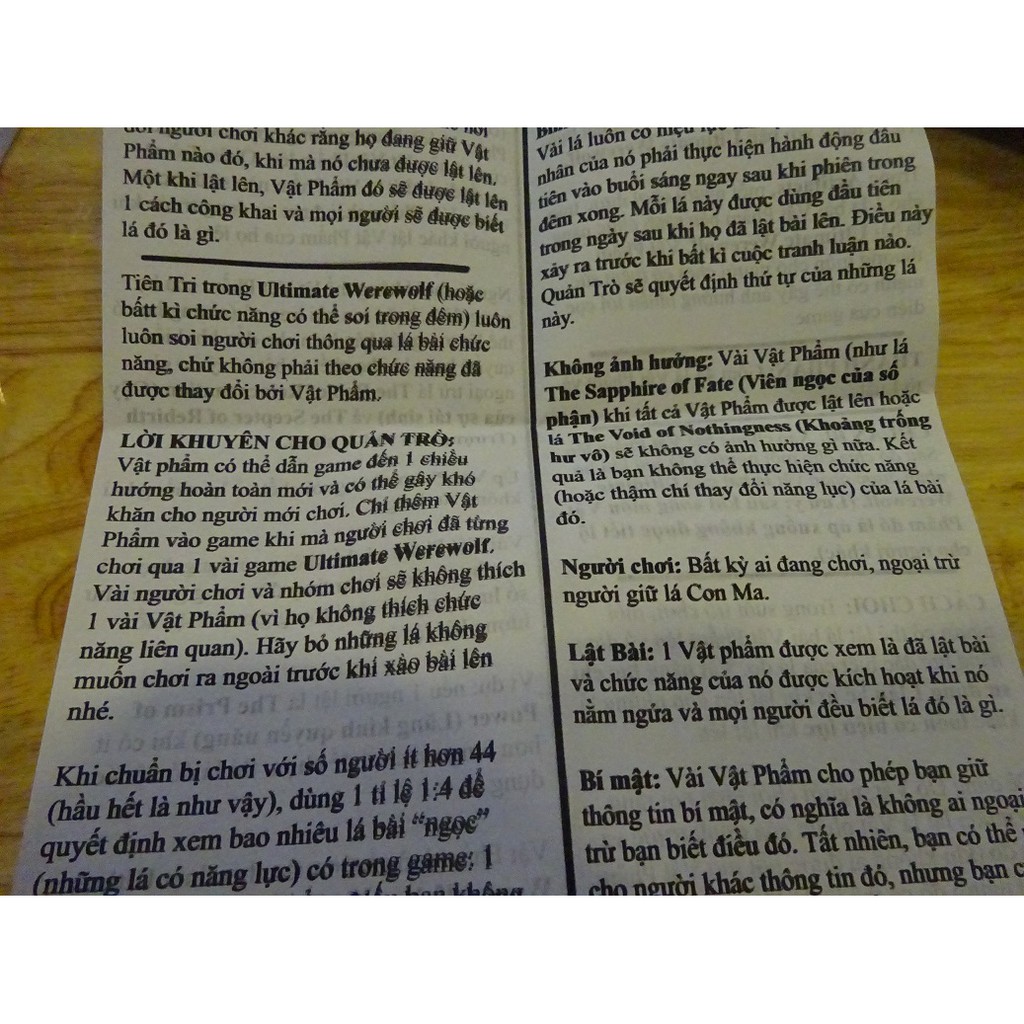 người chơi khác rằng họ đang giữ Vật
Phẩm nào đó, khi mà nó chưa được lật lên.
Một khi lật lên, Vật Phẩm đó sẽ được lật lên
1 cách công khai và mọi người sẽ được biết
lá đó là gì.
Tiên Tri trong Ultimate Werewolf (hoặc
bấtt kì chức năng có thể soi trong đêm) luôn
luôn soi người chơi thông qua lá bài chức
năng, chứ không phải theo chức năng đã
được thay đổi bởi Vật Phẩm.
LỜI KHUYÊN CHO QUẢN TRÒ:
Vật phẩm có thể dẫn game đến 1 chiều
hướng hoàn toàn mới và có thể gây khó
khăn cho người mới chơi. Chỉ thêm Vật
Phẩm vào game khi mà người chơi đã từng
chơi qua 1 vài game Ultimate Werewolf.
Vài người chơi và nhóm chơi sẽ không thích
1 vài Vật Phẩm (vì họ không thích chức
năng liên quan). Hãy bỏ những lá không
muốn chơi ra ngoài trước khi xào bài lên
nhé.
Khi chuẩn bị chơi với số người ít hơn 44
(hầu hết là như vậy), dùng 1 tỉ lệ 1:4 để
quyết định xem bao nhiêu lá bài “ngọc”
(những lá có năng lực) có trong game: 1
không
Vài lá luôn có hiệu lực
nhân của nó phải thực hiện hành động đầu
tiên vào buổi sáng ngay sau khi phiên trong
đêm xong. Mỗi lá này được dùng đầu tiên
trong ngày sau khi họ đã lật bài lên. Điều này
xảy ra trước khi bất kì cuộc tranh luận nào.
Quản Trò sẽ quyết định thứ tự của những lá
này.
Không ảnh hưởng: Vài Vật Phẩm (như lá
The Sapphire of Fate (Viên ngọc của số
phận) khi tất cả Vật Phẩm được lật lên hoặc
lá The Void of Nothingness (Khoảng trống
hư vô) sẽ không có ảnh hường gì nữa. Kết
quả là bạn không thể thực hiện chức năng
(hoặc thậm chí thay đổi năng lục) của lá bài
đó.
Người chơi: Bất kỳ ai đang chơi, ngoại trừ
người giữ lá Con Ma.
Lật Bài: 1 Vật phẩm được xem là đã lật bài
và chức năng của nó được kích hoạt khi nó
nằm ngửa và mọi người đều biết lá đó là gì.
Bí mật: Vài Vật Phẩm cho phép bạn giữ
thông tin bí mật, có nghĩa là không ai ngoại
trừ bạn biết điều đó. Tất nhiên, bạn có thể
cho người khác thông tin đó, nhưng bạn